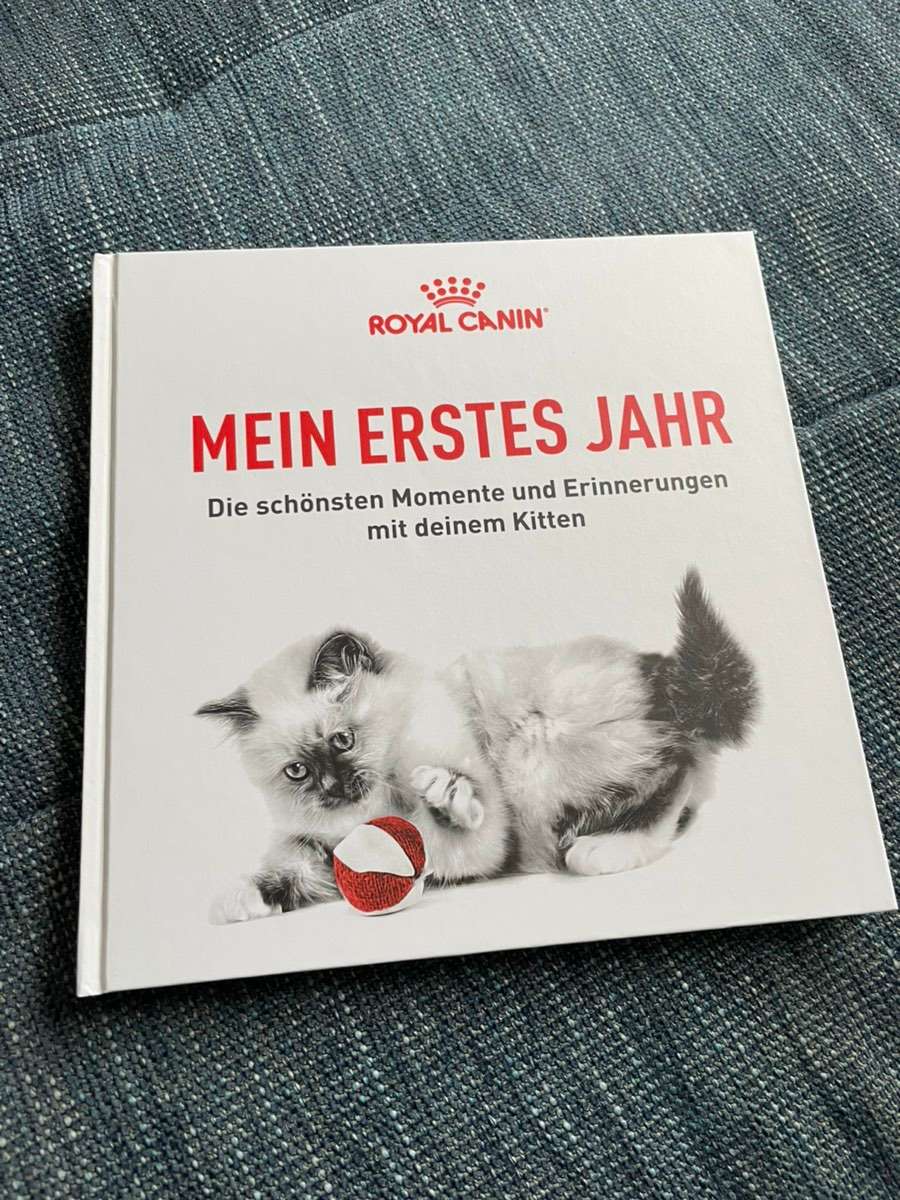 ROYAL CANIN®
MEIN ERSTES JAHR
Die schönsten Momente und Erinnerungen
mit deinem Kitten